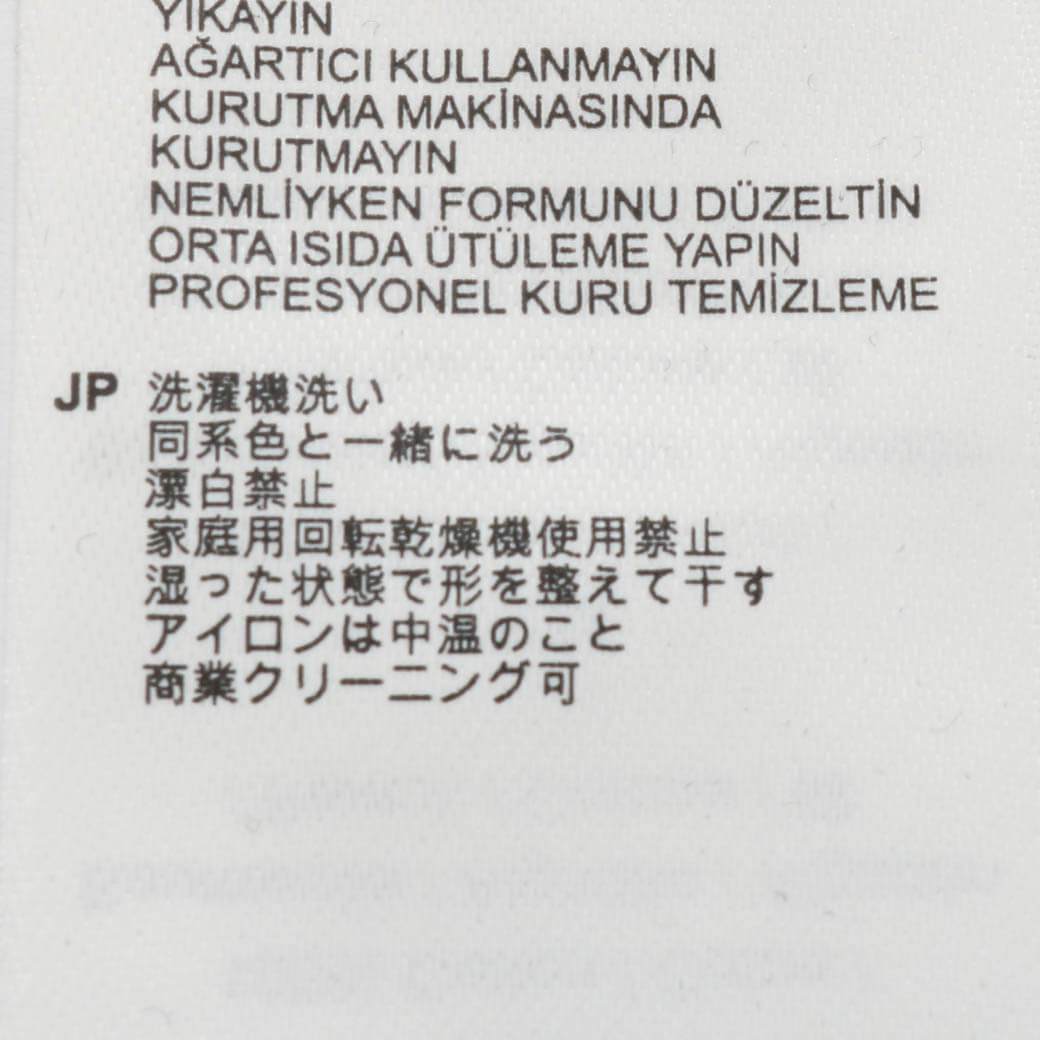 YIKAYIN
AĞARTICI KULLANMAYIN
KURUTMA MAKİNASINDA
KURUTMAYIN
NEMLİYKEN FORMUNU DÜZELTİN
ORTA ISIDA ÜTÜLEME YAPIN
PROFESYONEL KURU TEMİZLEME
JP 洗濯機洗い
同系色と一緒に洗う
漂白禁止
家庭用回転乾燥機使用禁止
湿った状態で形を整えて干す
アイロンは中温のこと
商業クリーニング可